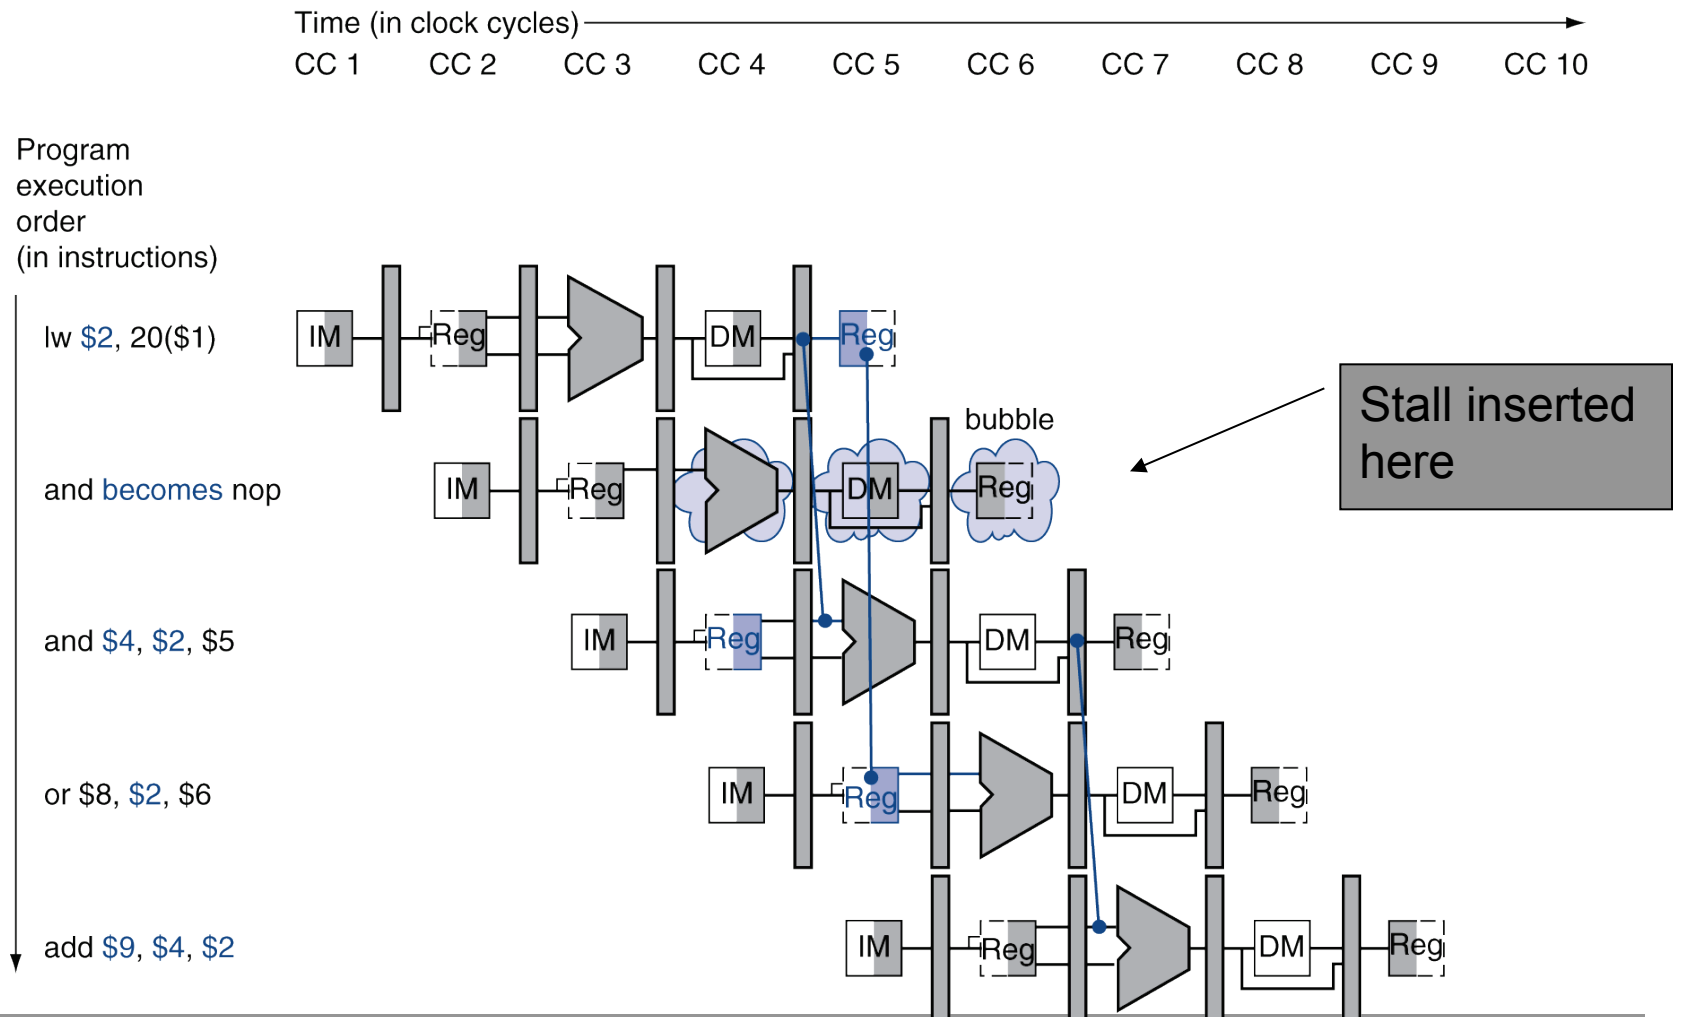 Time (in clock cycles)
CC 1 CC 2 CC 3 CC 4 CC 5 CC 6 CC 7 CC 8 CC 9 CC 10
Program
execution
order
(in instructions)
lw $2, 20($1)
IM Reg DM Reg
bubble
Stall inserted
here
and becomes nop
IM Reg DM Reg
and $4, $2, $5
IM Reg DM Reg
or $8, $2, $6
IM Reg DM Reg
add $9, $4, $2
IM Reg DM Reg